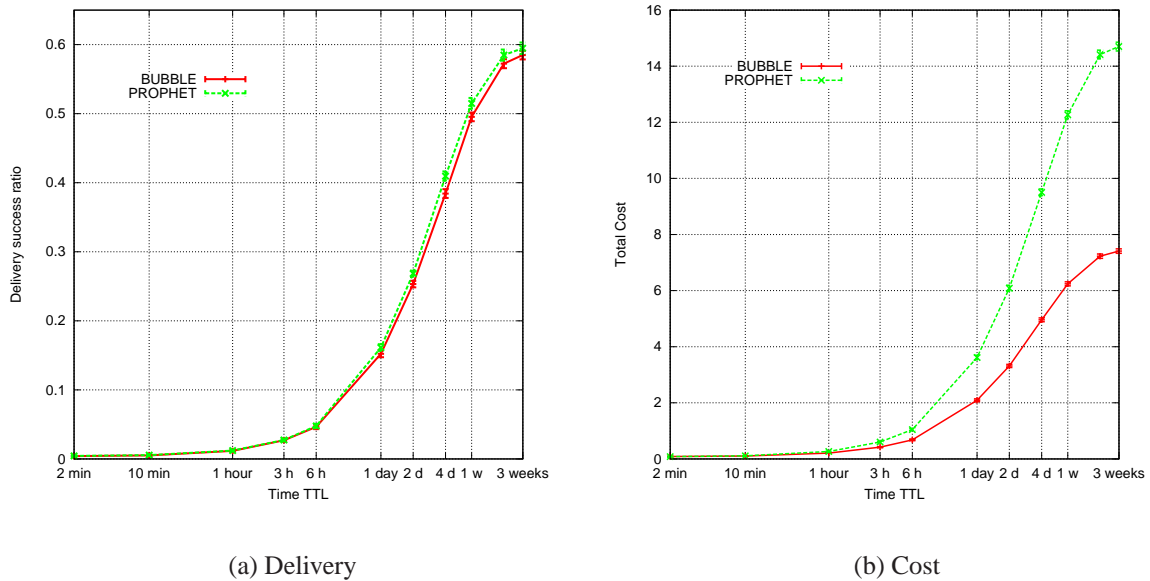 0.6
0.5
0.4
0.3
0.2
0.1
0
Delivery success ratio
BUBBLE
PROPHET
2 min 10 min 1 hour 3 h 6 h 1 day 2 d 4 d 1 w 3 weeks
Time TTL
(a) Delivery
16
14
12
10
8
6
4
2
0
Total Cost
BUBBLE
PROPHET
2 min 10 min 1 hour 3 h 6 h 1 day 2 d 4 d 1 w 3 weeks
Time TTL
(b) Cost